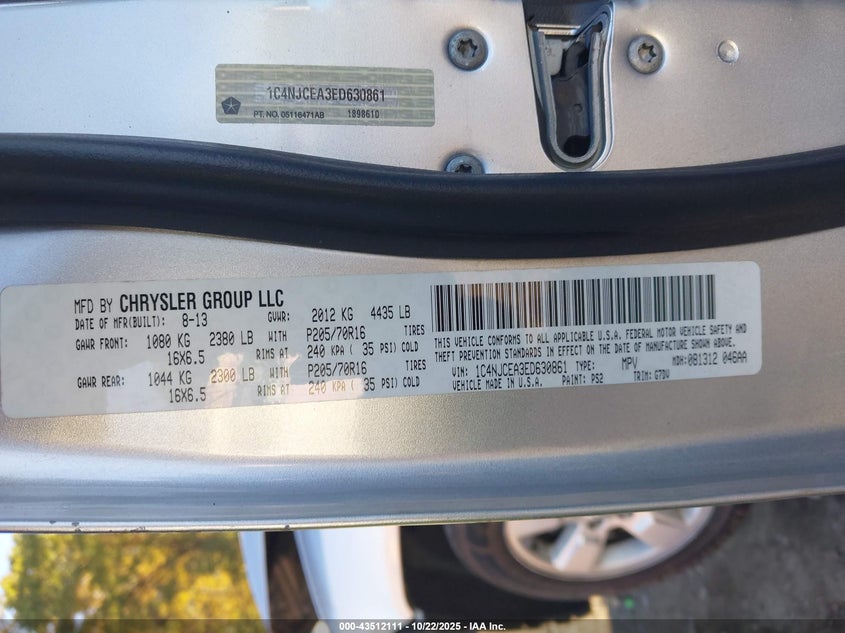 1C4NJCEA3ED630861
PT. NO. 05116471AB 1898610
MFD BY CHRYSLER GROUP LLC
DATE OF MFR(BUILT): 8-13 GVWR: 2012 KG 4435 LB
GAWR FRONT: 1080 KG 2380 LB WITH P205/70R16 TIRES
16X6.5 RIMS AT 240 KPA ( 35 PSI) COLD
GAWR REAR: 1044 KG 2300 LB WITH P205/70R16 TIRES
16X6.5 RIMS AT 240 KPA ( 35 PSI) COLD
THIS VEHICLE CONFORMS TO ALL APPLICABLE U.S.A. FEDERAL MOTOR VEHICLE SAFETY AND
THEFT PREVENTION STANDARDS IN EFFECT ON THE DATE OF MANUFACTURE SHOWN ABOVE.
VIN: 1C4NJCEA3ED630861 TYPE: MPV MDH: 081312 046AA
VEHICLE MADE IN U.S.A. PAINT: PS2 TRIM: G7DV
000-43512111 - 10/22/2025 - IAA Inc.